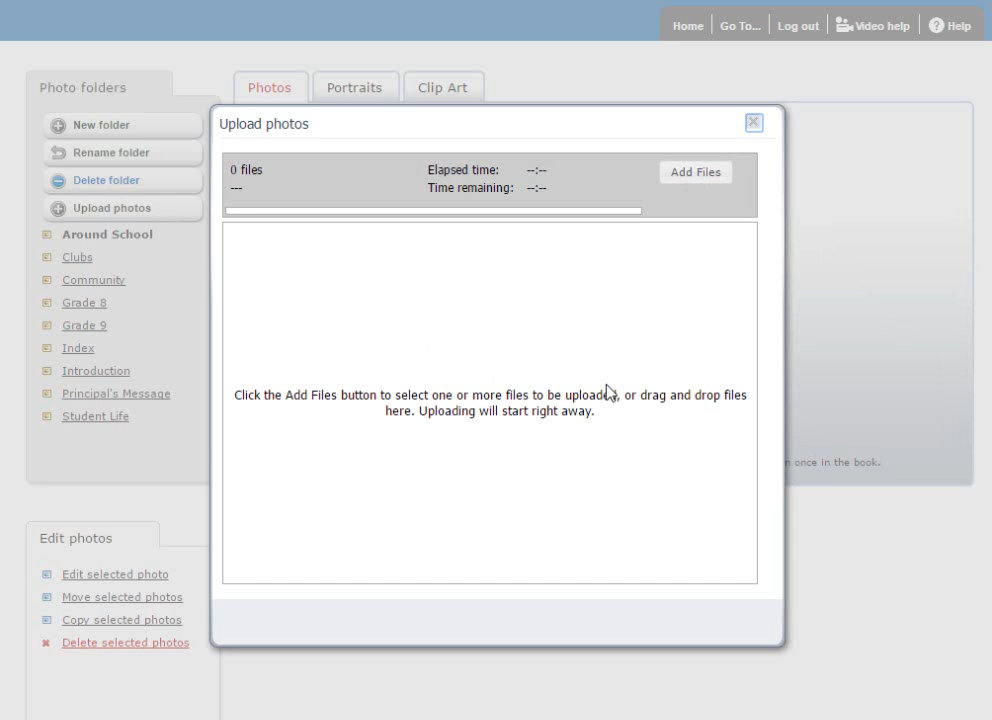 Home
Go To...
Log out
Video help
? Help
Photo folders
Photos
Portraits
Clip Art
New folder
Rename folder
Delete folder
Upload photos
Around School
Clubs
Community
Grade 8
Grade 9
Index
Introduction
Principal's Message
Student Life
Upload photos
0 files
Elapsed time: --:--
Add Files
---
Time remaining: --:--
Click the Add Files button to select one or more files to be uploaded, or drag and drop files
here. Uploading will start right away.
once in the book.
Edit photos
Edit selected photo
Move selected photos
Copy selected photos
Delete selected photos